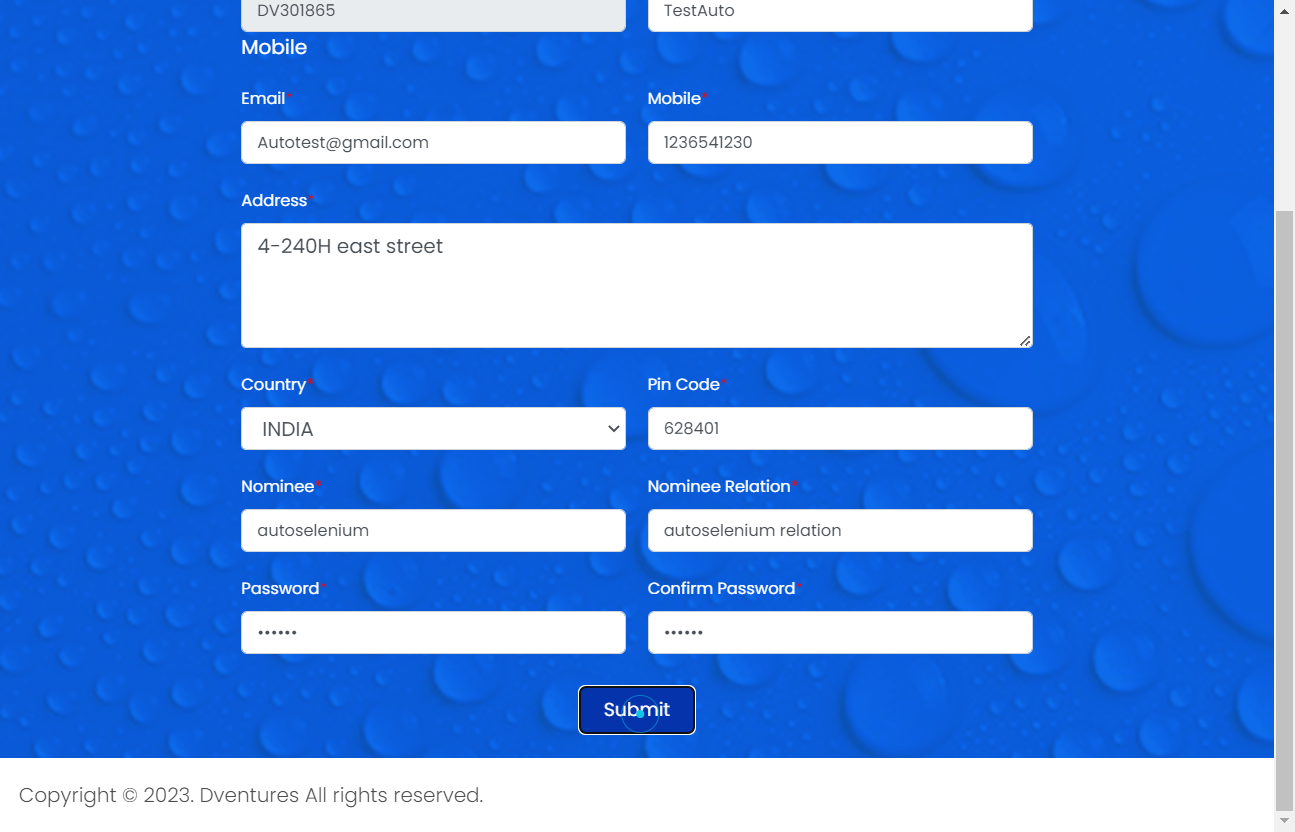 DV301865 TestAuto
Mobile
Email* Mobile*
Autotest@gmail.com 1236541230
Address*
4-240H east street
Country* Pin Code*
INDIA 628401
Nominee* Nominee Relation*
autoselenium autoselenium relation
Password* Confirm Password*
•••••• ••••••
Submit
Copyright © 2023. Dventures All rights reserved.